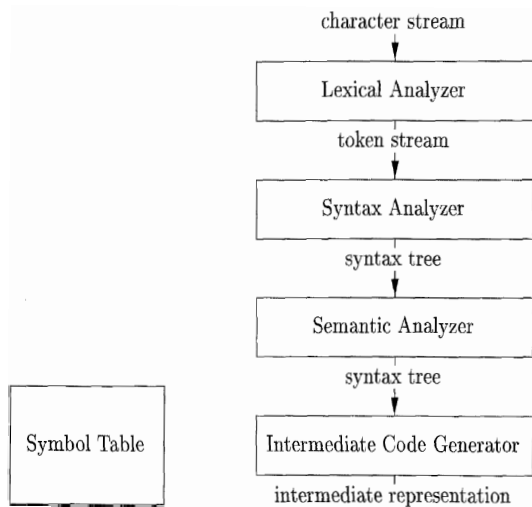 character stream
Lexical Analyzer
token stream
Syntax Analyzer
syntax tree
Semantic Analyzer
syntax tree
Symbol Table
Intermediate Code Generator
intermediate representation